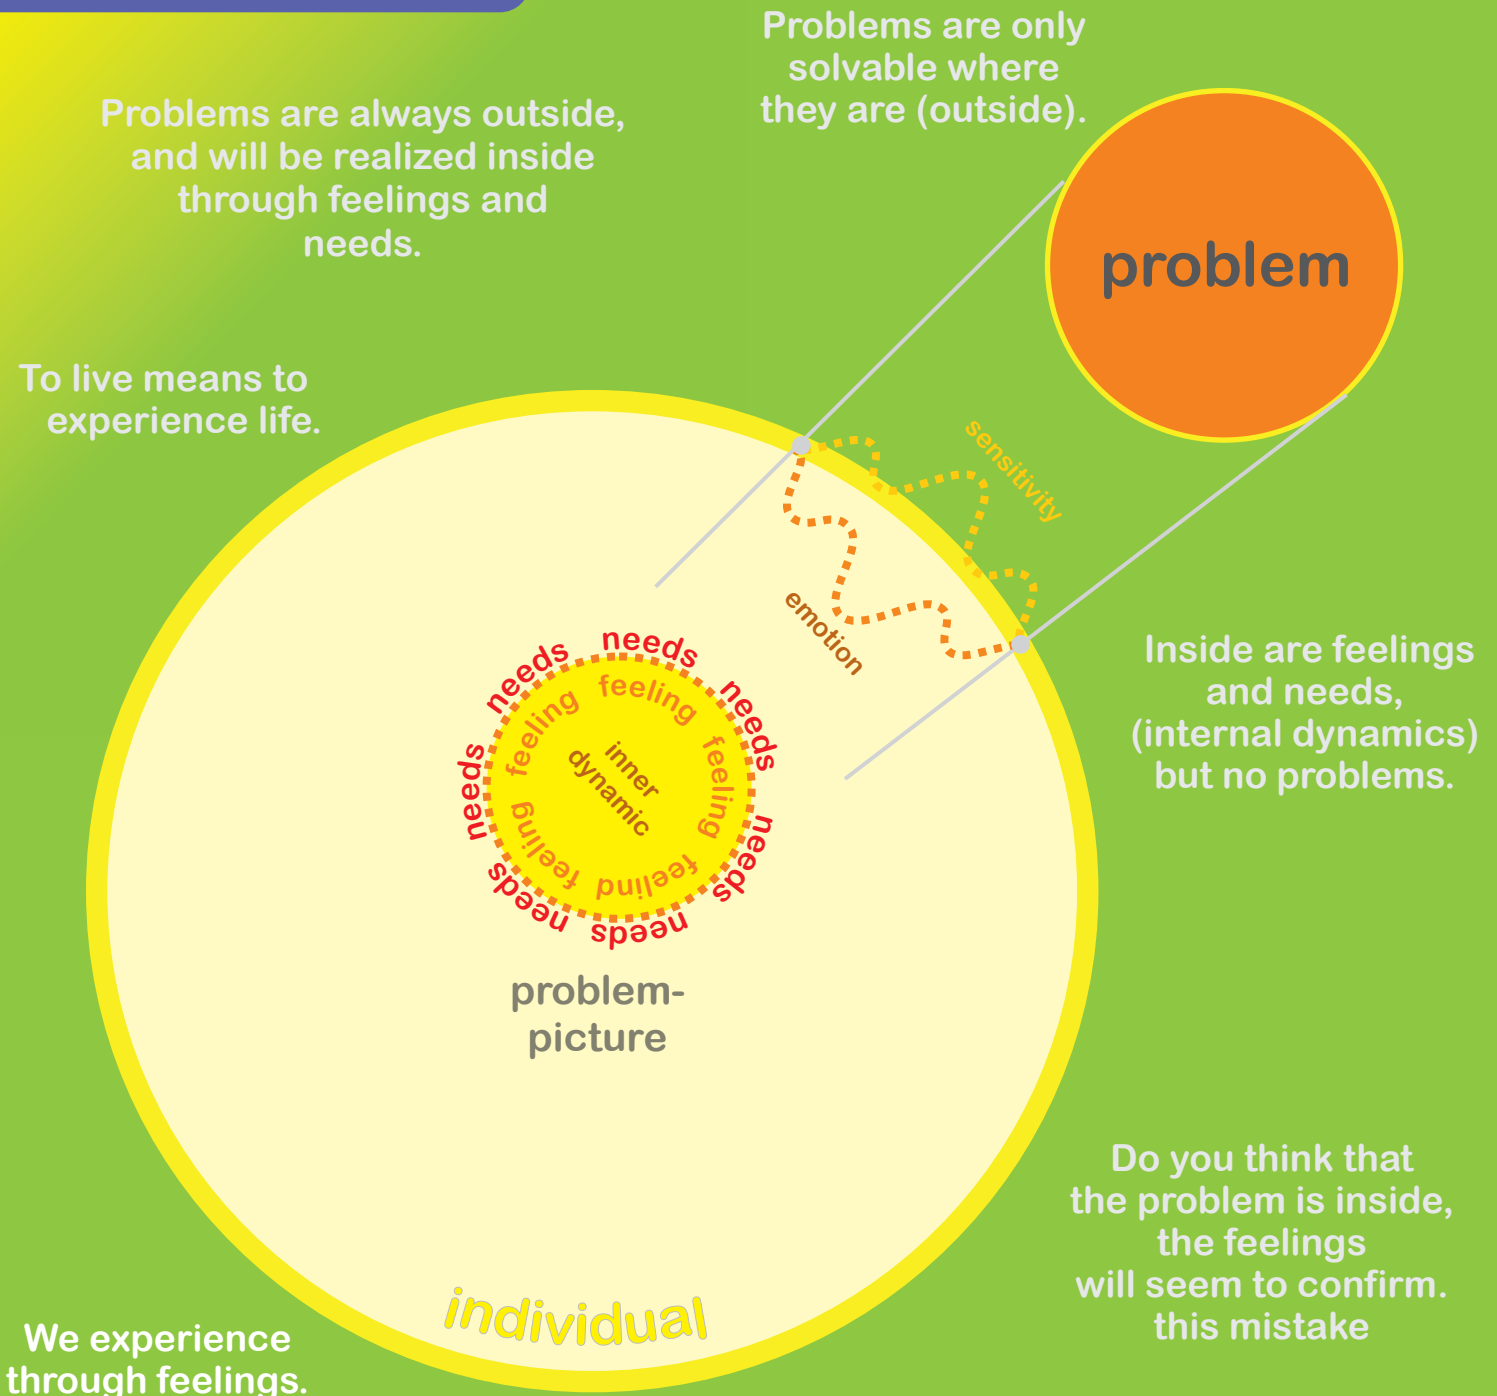 Problems are only
solvable where
they are (outside).
Problems are always outside,
and will be realized inside
through feelings and
needs.
problem
To live means to
experience life.
sensitivity
emotion
Inside are feelings
and needs,
(internal dynamics)
but no problems.
needs needs needs needs needs needs needs
feeling feeling feeling feelind feeling
inner
dynamic
problem-
picture
Do you think that
the problem is inside,
the feelings
will seem to confirm.
this mistake
individual
We experience
through feelings.